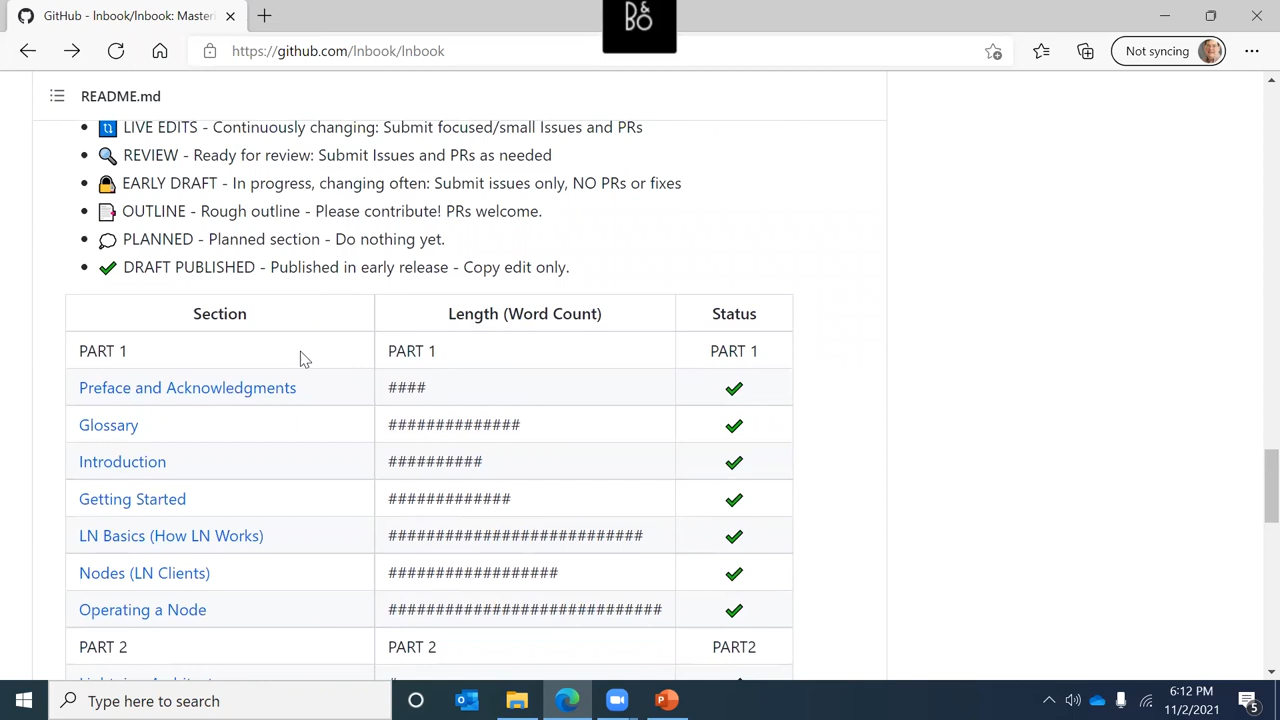 GitHub - lnbook/lnbook: Masteri
B&
BO
https://github.com/lnbook/lnbook
Not syncing
README.md
LIVE EDITS - Continuously changing: Submit focused/small Issues and PRs
REVIEW - Ready for review: Submit Issues and PRs as needed
EARLY DRAFT - In progress, changing often: Submit issues only, NO PRs or fixes
OUTLINE - Rough outline - Please contribute! PRs welcome.
PLANNED - Planned section - Do nothing yet.
DRAFT PUBLISHED - Published in early release - Copy edit only.
Section Length (Word Count) Status
PART 1 PART 1 PART 1
Preface and Acknowledgments ####
Glossary ##############
Introduction ##########
Getting Started #############
LN Basics (How LN Works) ###########################
Nodes (LN Clients) ##################
Operating a Node #############################
PART 2 PART 2 PART2
Type here to search
6:12 PM
11/2/2021
5